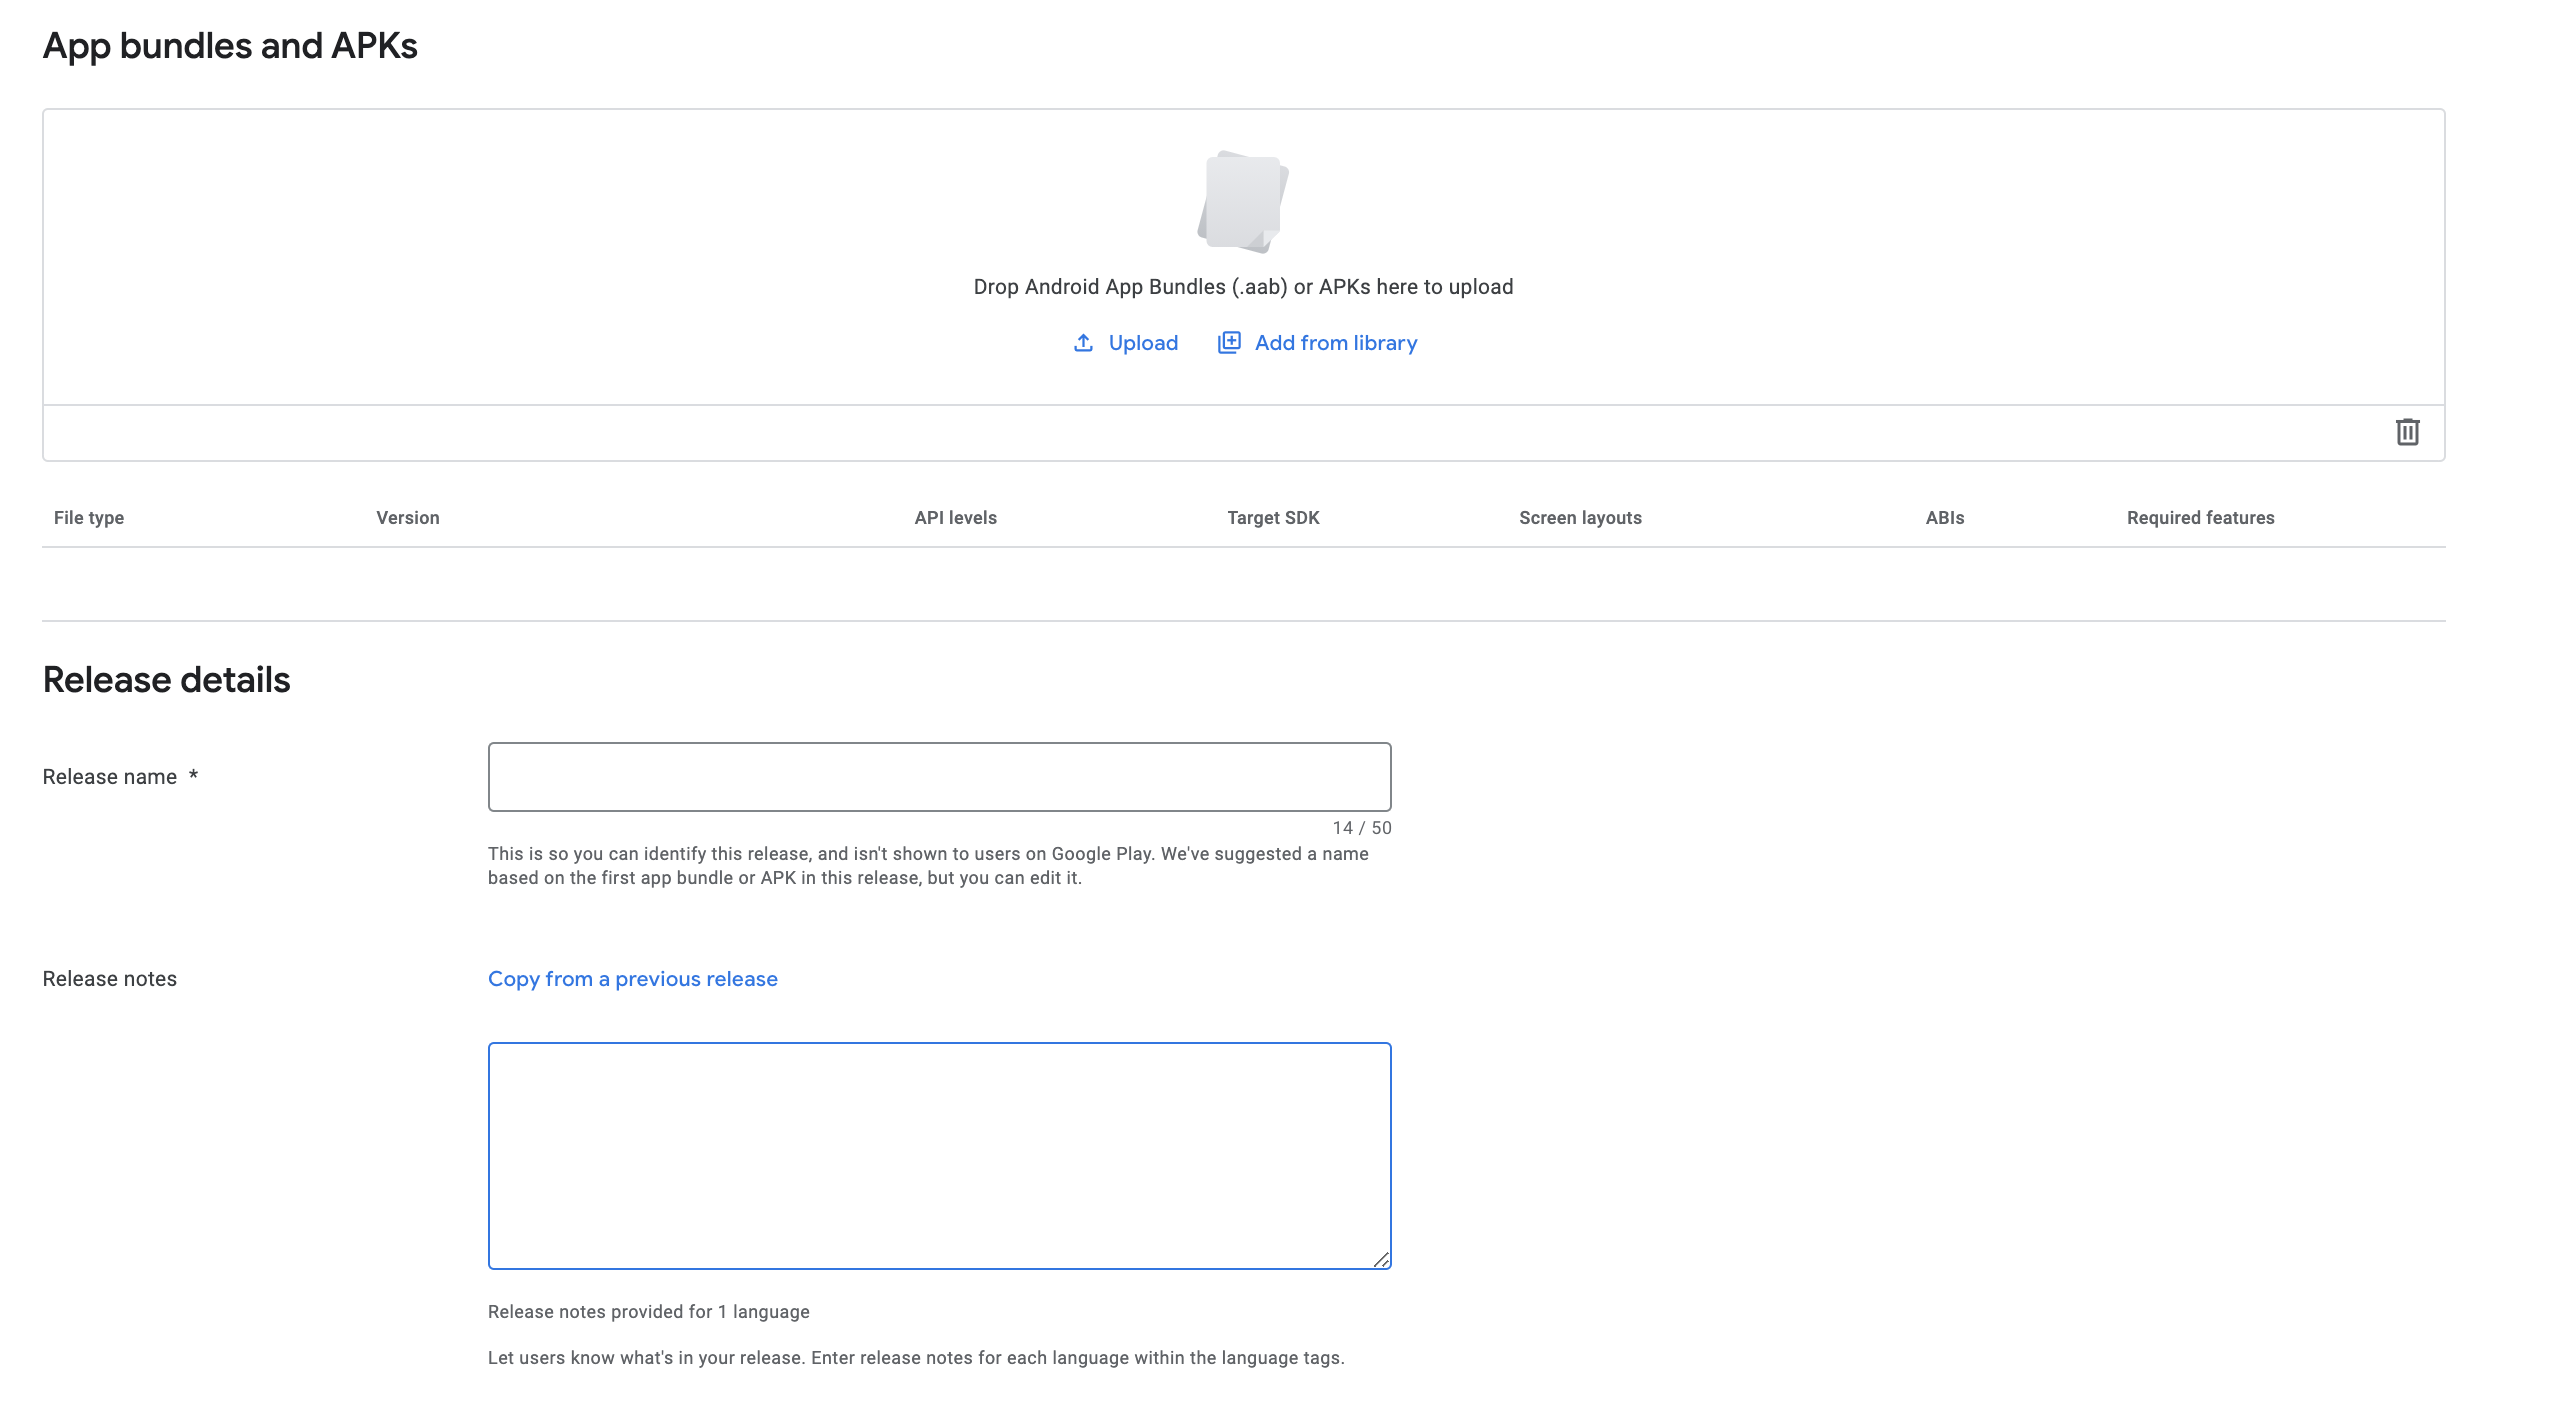 App bundles and APKs
Drop Android App Bundles (.aab) or APKs here to upload
Upload Add from library
File type Version API levels Target SDK Screen layouts ABIs Required features
Release details
Release name *
14 / 50
This is so you can identify this release, and isn't shown to users on Google Play. We've suggested a name
based on the first app bundle or APK in this release, but you can edit it.
Release notes Copy from a previous release
Release notes provided for 1 language
Let users know what's in your release. Enter release notes for each language within the language tags.